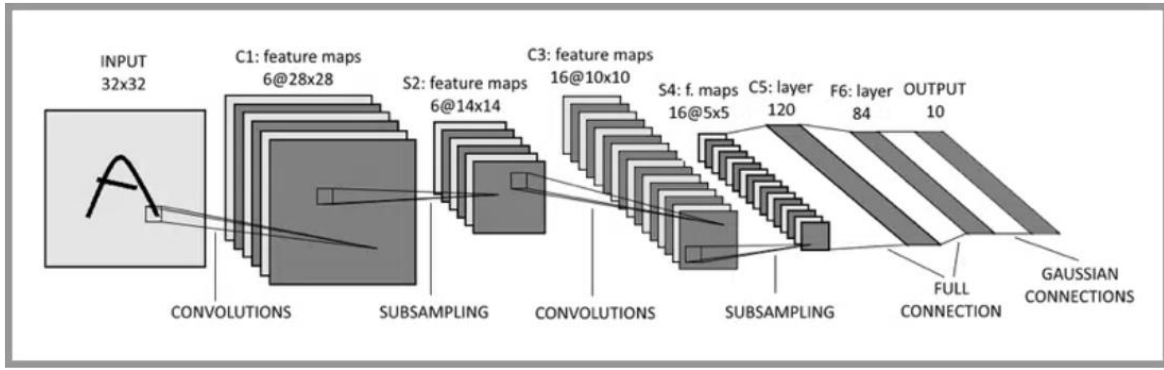 INPUT
32x32
C1: feature maps
6@28x28
S2: feature maps
6@14x14
C3: feature maps
16@10x10
S4: f. maps
16@5x5
C5: layer
120
F6: layer
84
OUTPUT
10
CONVOLUTIONS
SUBSAMPLING
CONVOLUTIONS
SUBSAMPLING
FULL
CONNECTION
GAUSSIAN
CONNECTIONS
A